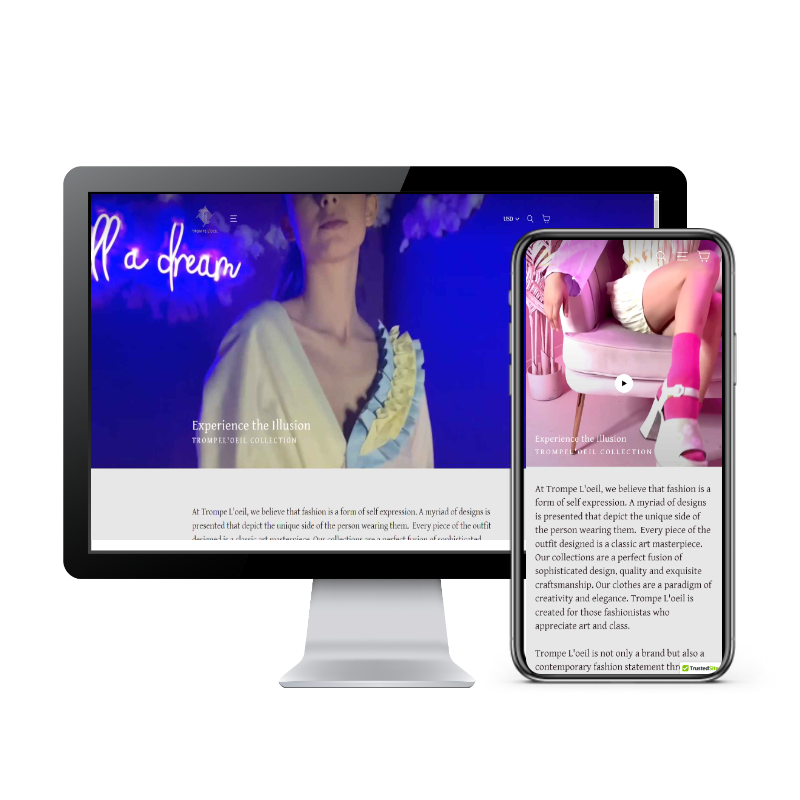 ll a dream
TROMPE L'OEIL
USD
Experience the Illusion
TROMPEL'OEIL COLLECTION
At Trompe L'oeil, we believe that fashion is a form of self expression. A myriad of designs is
presented that depict the unique side of the person wearing them. Every piece of the outfit
designed is a classic art masterpiece. Our collections are a perfect fusion of sophisticated
Experience the Illusion
TROMPEL'OEIL COLLECTION
At Trompe L'oeil, we believe that fashion is a
form of self expression. A myriad of designs
is presented that depict the unique side of
the person wearing them. Every piece of the
outfit designed is a classic art masterpiece.
Our collections are a perfect fusion of
sophisticated design, quality and exquisite
craftsmanship. Our clothes are a paradigm of
creativity and elegance. Trompe L'oeil is
created for those fashionistas who
appreciate art and class.
Trompe L'oeil is not only a brand but also a
contemporary fashion statement thr
TrustedSite